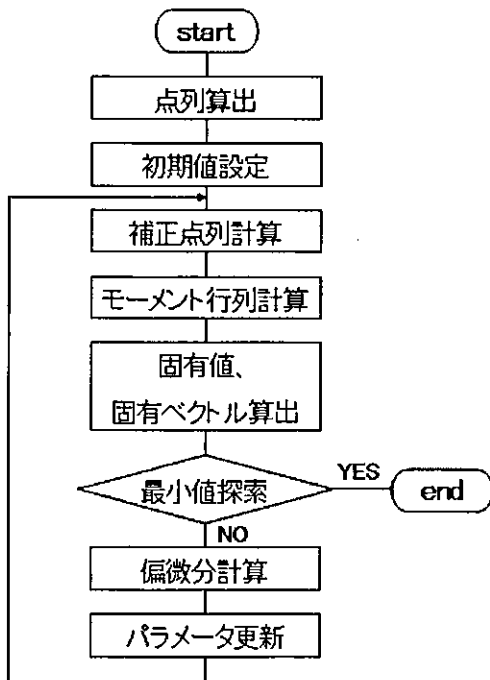 start
点列算出
初期値設定
補正点列計算
モーメント行列計算
固有値、
固有ベクトル算出
最小値探索
YES
end
NO
偏微分計算
パラメータ更新